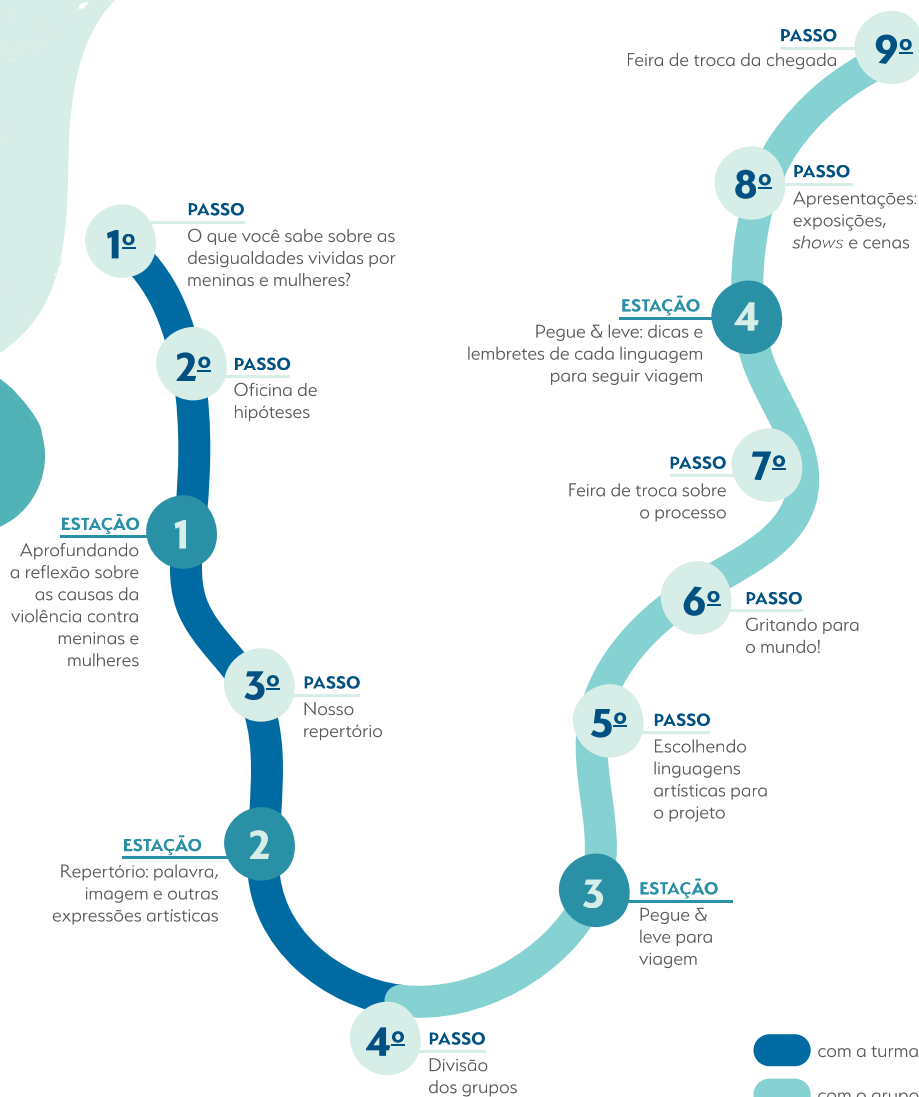 PASSO
1º
O que você sabe sobre as
desigualdades vividas por
meninas e mulheres?
PASSO
2º
Oficina de
hipóteses
ESTAÇÃO
1
Aprofundando
a reflexão sobre
as causas da
violência contra
meninas e
mulheres
PASSO
3º
Nosso
repertório
ESTAÇÃO
2
Repertório: palavra,
imagem e outras
expressões artísticas
PASSO
4º
Divisão
dos grupos
ESTAÇÃO
3
Pegue &
leve para
viagem
PASSO
5º
Escolhendo
linguagens
artísticas para
o projeto
PASSO
6º
Gritando para
o mundo!
PASSO
7º
Feira de troca sobre
o processo
ESTAÇÃO
4
Pegue & leve: dicas e
lembretes de cada linguagem
para seguir viagem
PASSO
8º
Apresentações:
exposições,
shows e cenas
PASSO
9º
Feira de troca da chegada
com a turma
com o grupo